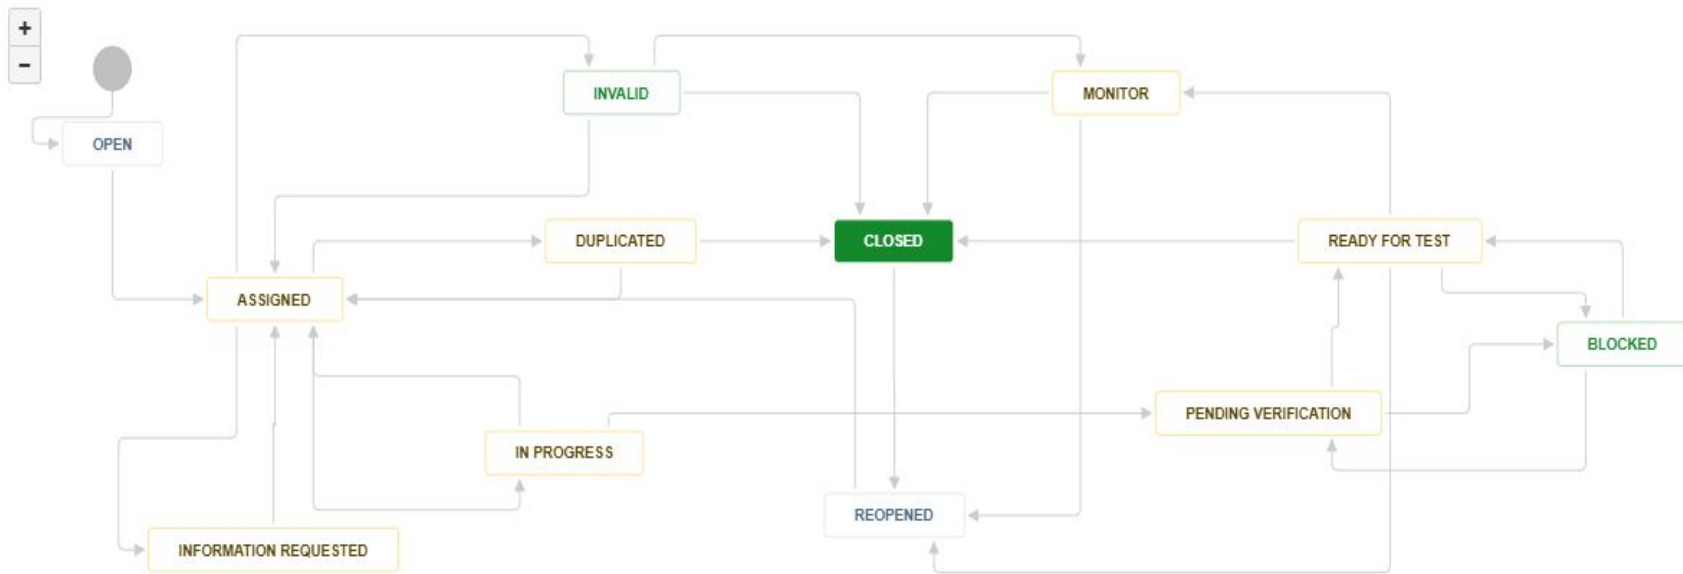 +
−
INVALID
MONITOR
OPEN
DUPLICATED
CLOSED
READY FOR TEST
ASSIGNED
BLOCKED
PENDING VERIFICATION
IN PROGRESS
REOPENED
INFORMATION REQUESTED